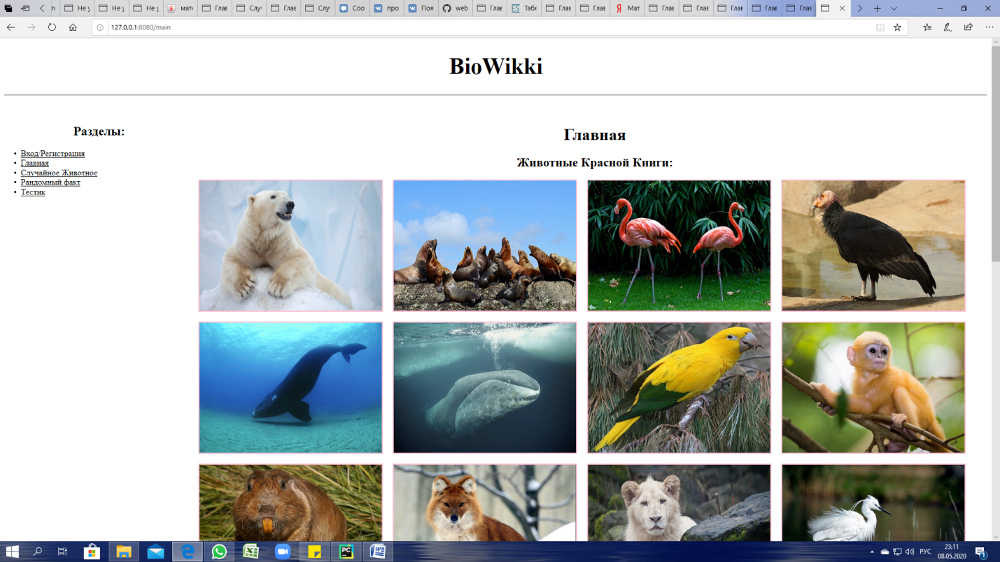 Не у
Не у
Не у
мате
Глав
Слу
Глав
Слу
Соо
про
Поя
web
Глав
Табе
Глав
Глав
Мат
Глав
Глав
Глав
Глав
Глав
127.0.0.1:8080/main
BioWikki
Разделы:
• Вход/Регистрация
• Главная
• Случайное Животное
• Рандомный факт
• Тестик
Главная
Животные Красной Книги:
РУС
23:11
08.05.2020